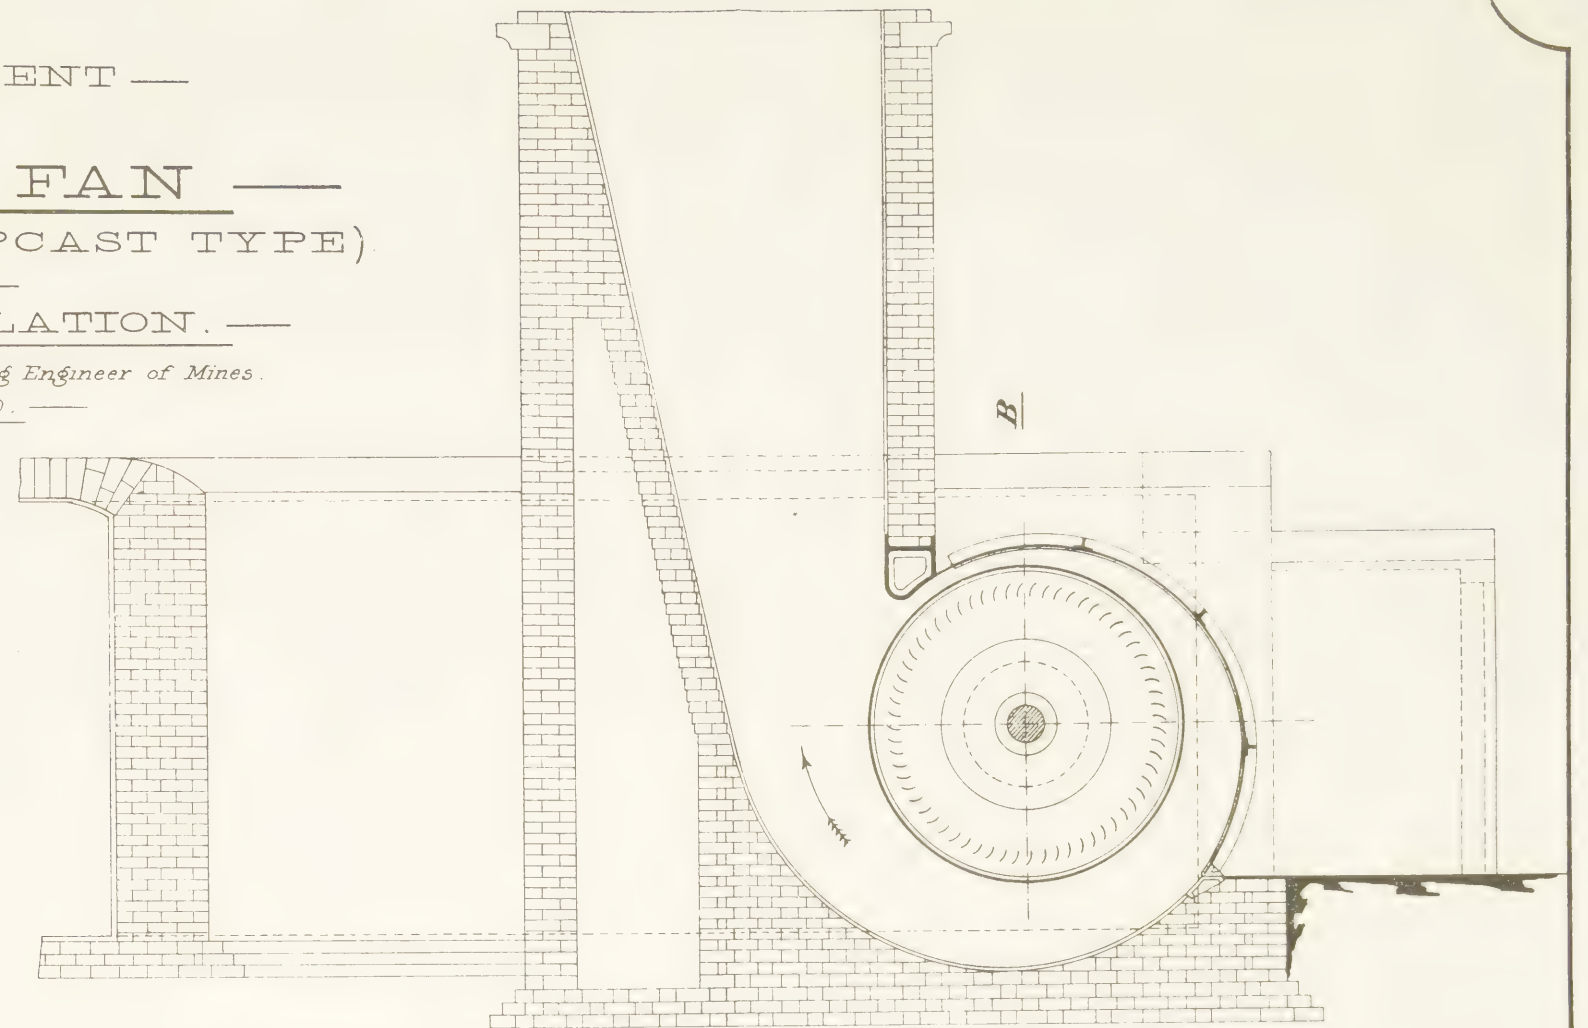 ENT —
FAN —
PCAST TYPE)
LATION. —
g Engineer of Mines.
B